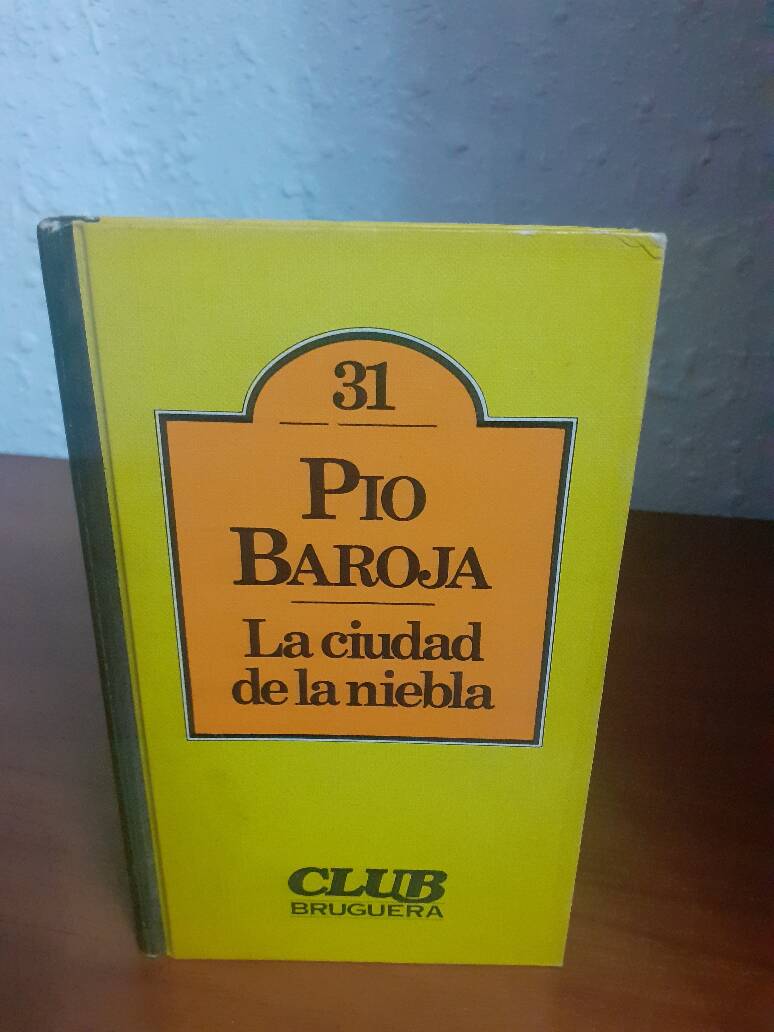 31
PIO
BAROJA
La ciudad
de la niebla
CLUB
BRUGUERA